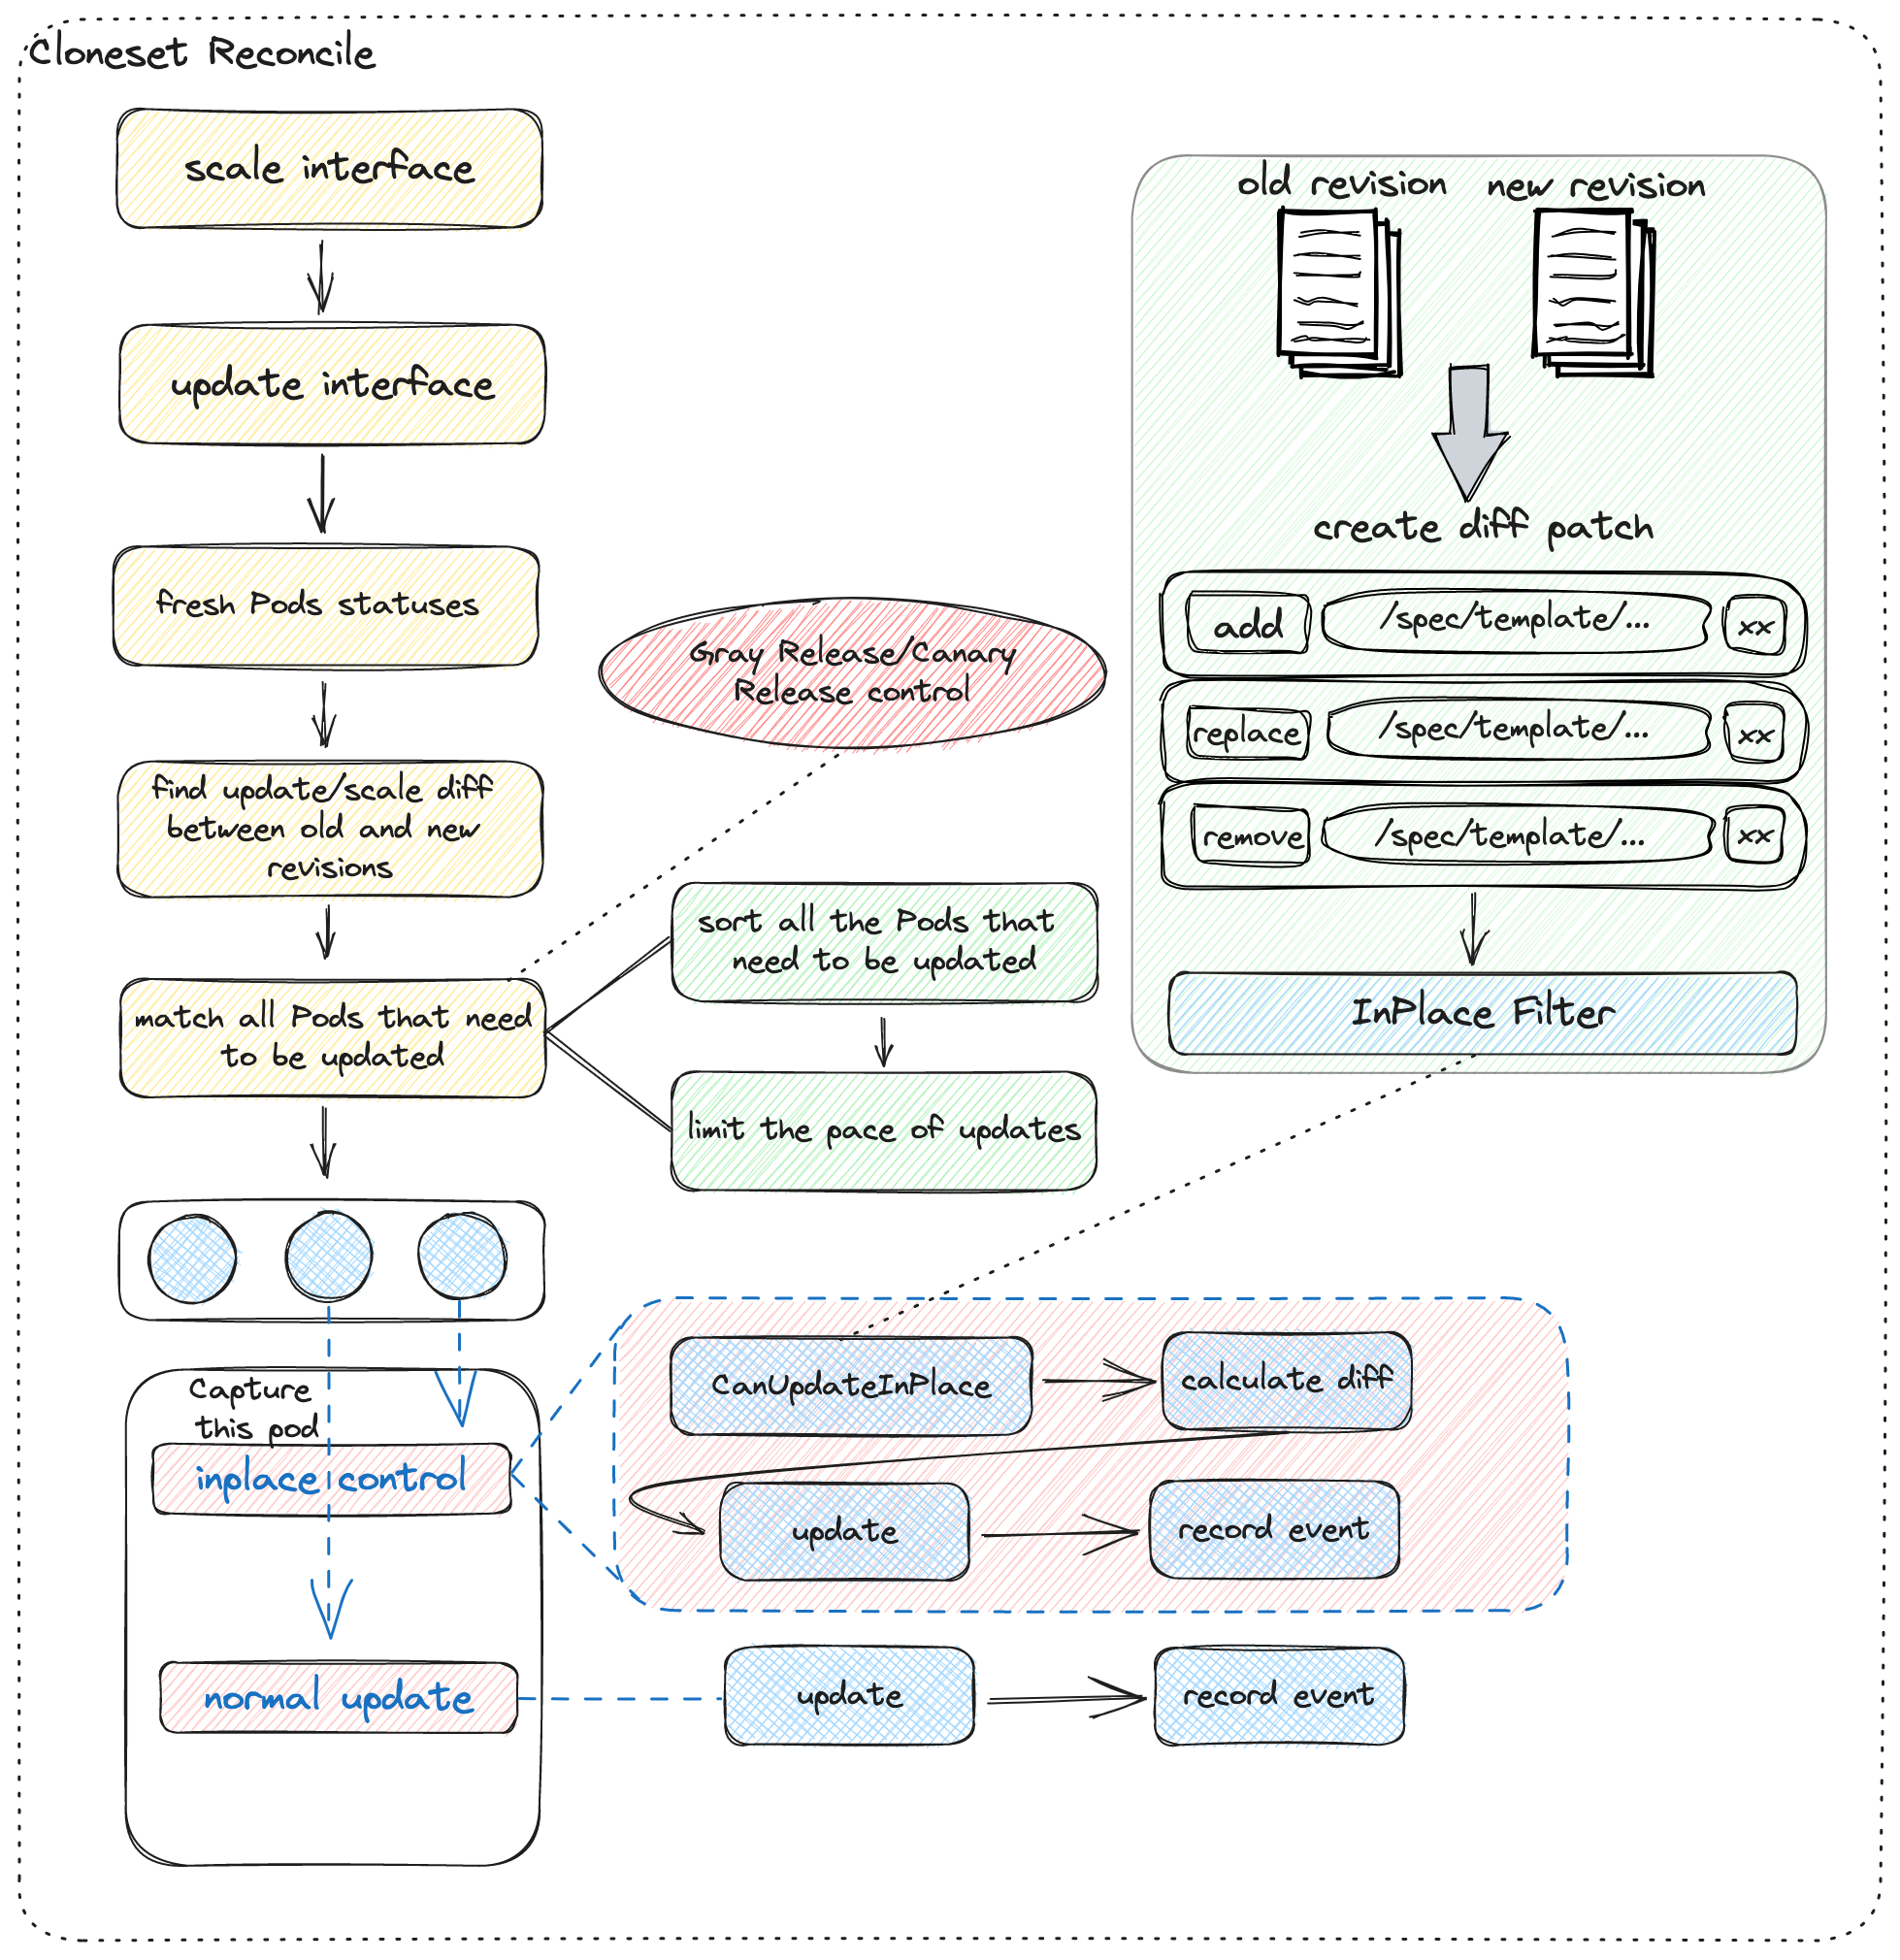 Cloneset Reconcile
scale interface
update interface
fresh Pods statuses
find update/scale diff
between old and new
revisions
match all Pods that need
to be updated
Gray Release/Canary
Release control
sort all the Pods that
need to be updated
limit the pace of updates
old revision
new revision
create diff patch
add
/spec/template/...
xx
replace
/spec/template/...
xx
remove
/spec/template/...
xx
InPlace Filter
Capture
this pod
inplace control
normal update
CanUpdateInPlace
calculate diff
update
record event
update
record event